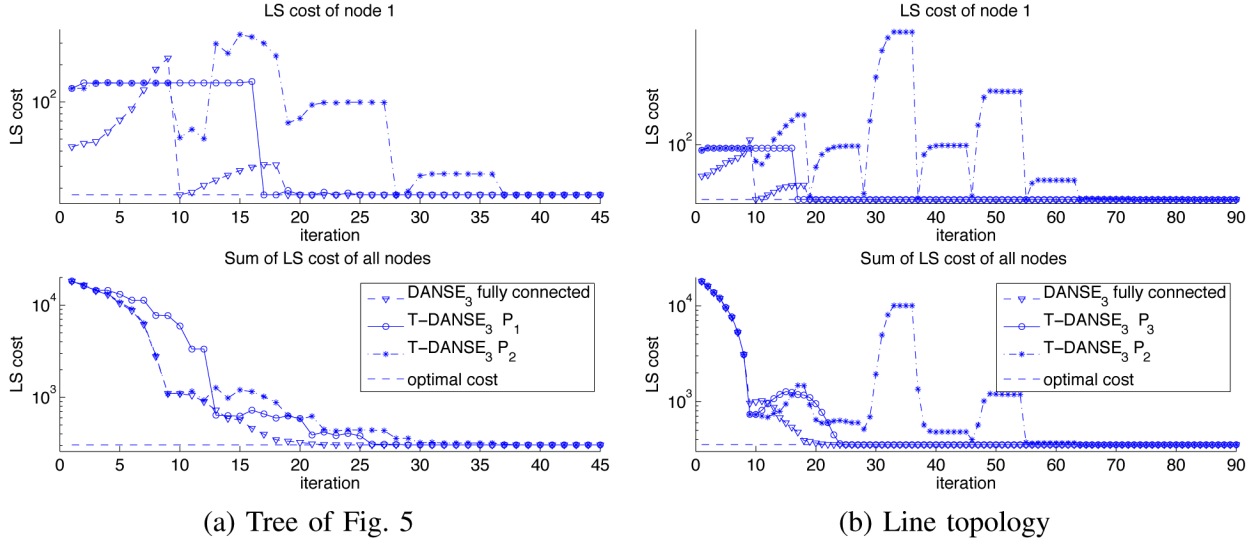 LS cost of node 1
LS cost
10^2
0 5 10 15 20 25 30 35 40 45
iteration
Sum of LS cost of all nodes
LS cost
10^4
10^3
DANSE_3 fully connected
T-DANSE_3 P_1
T-DANSE_3 P_2
optimal cost
0 5 10 15 20 25 30 35 40 45
iteration
(a) Tree of Fig. 5
LS cost of node 1
LS cost
10^2
0 10 20 30 40 50 60 70 80 90
iteration
Sum of LS cost of all nodes
LS cost
10^4
10^3
DANSE_3 fully connected
T-DANSE_3 P_3
T-DANSE_3 P_2
optimal cost
0 10 20 30 40 50 60 70 80 90
iteration
(b) Line topology